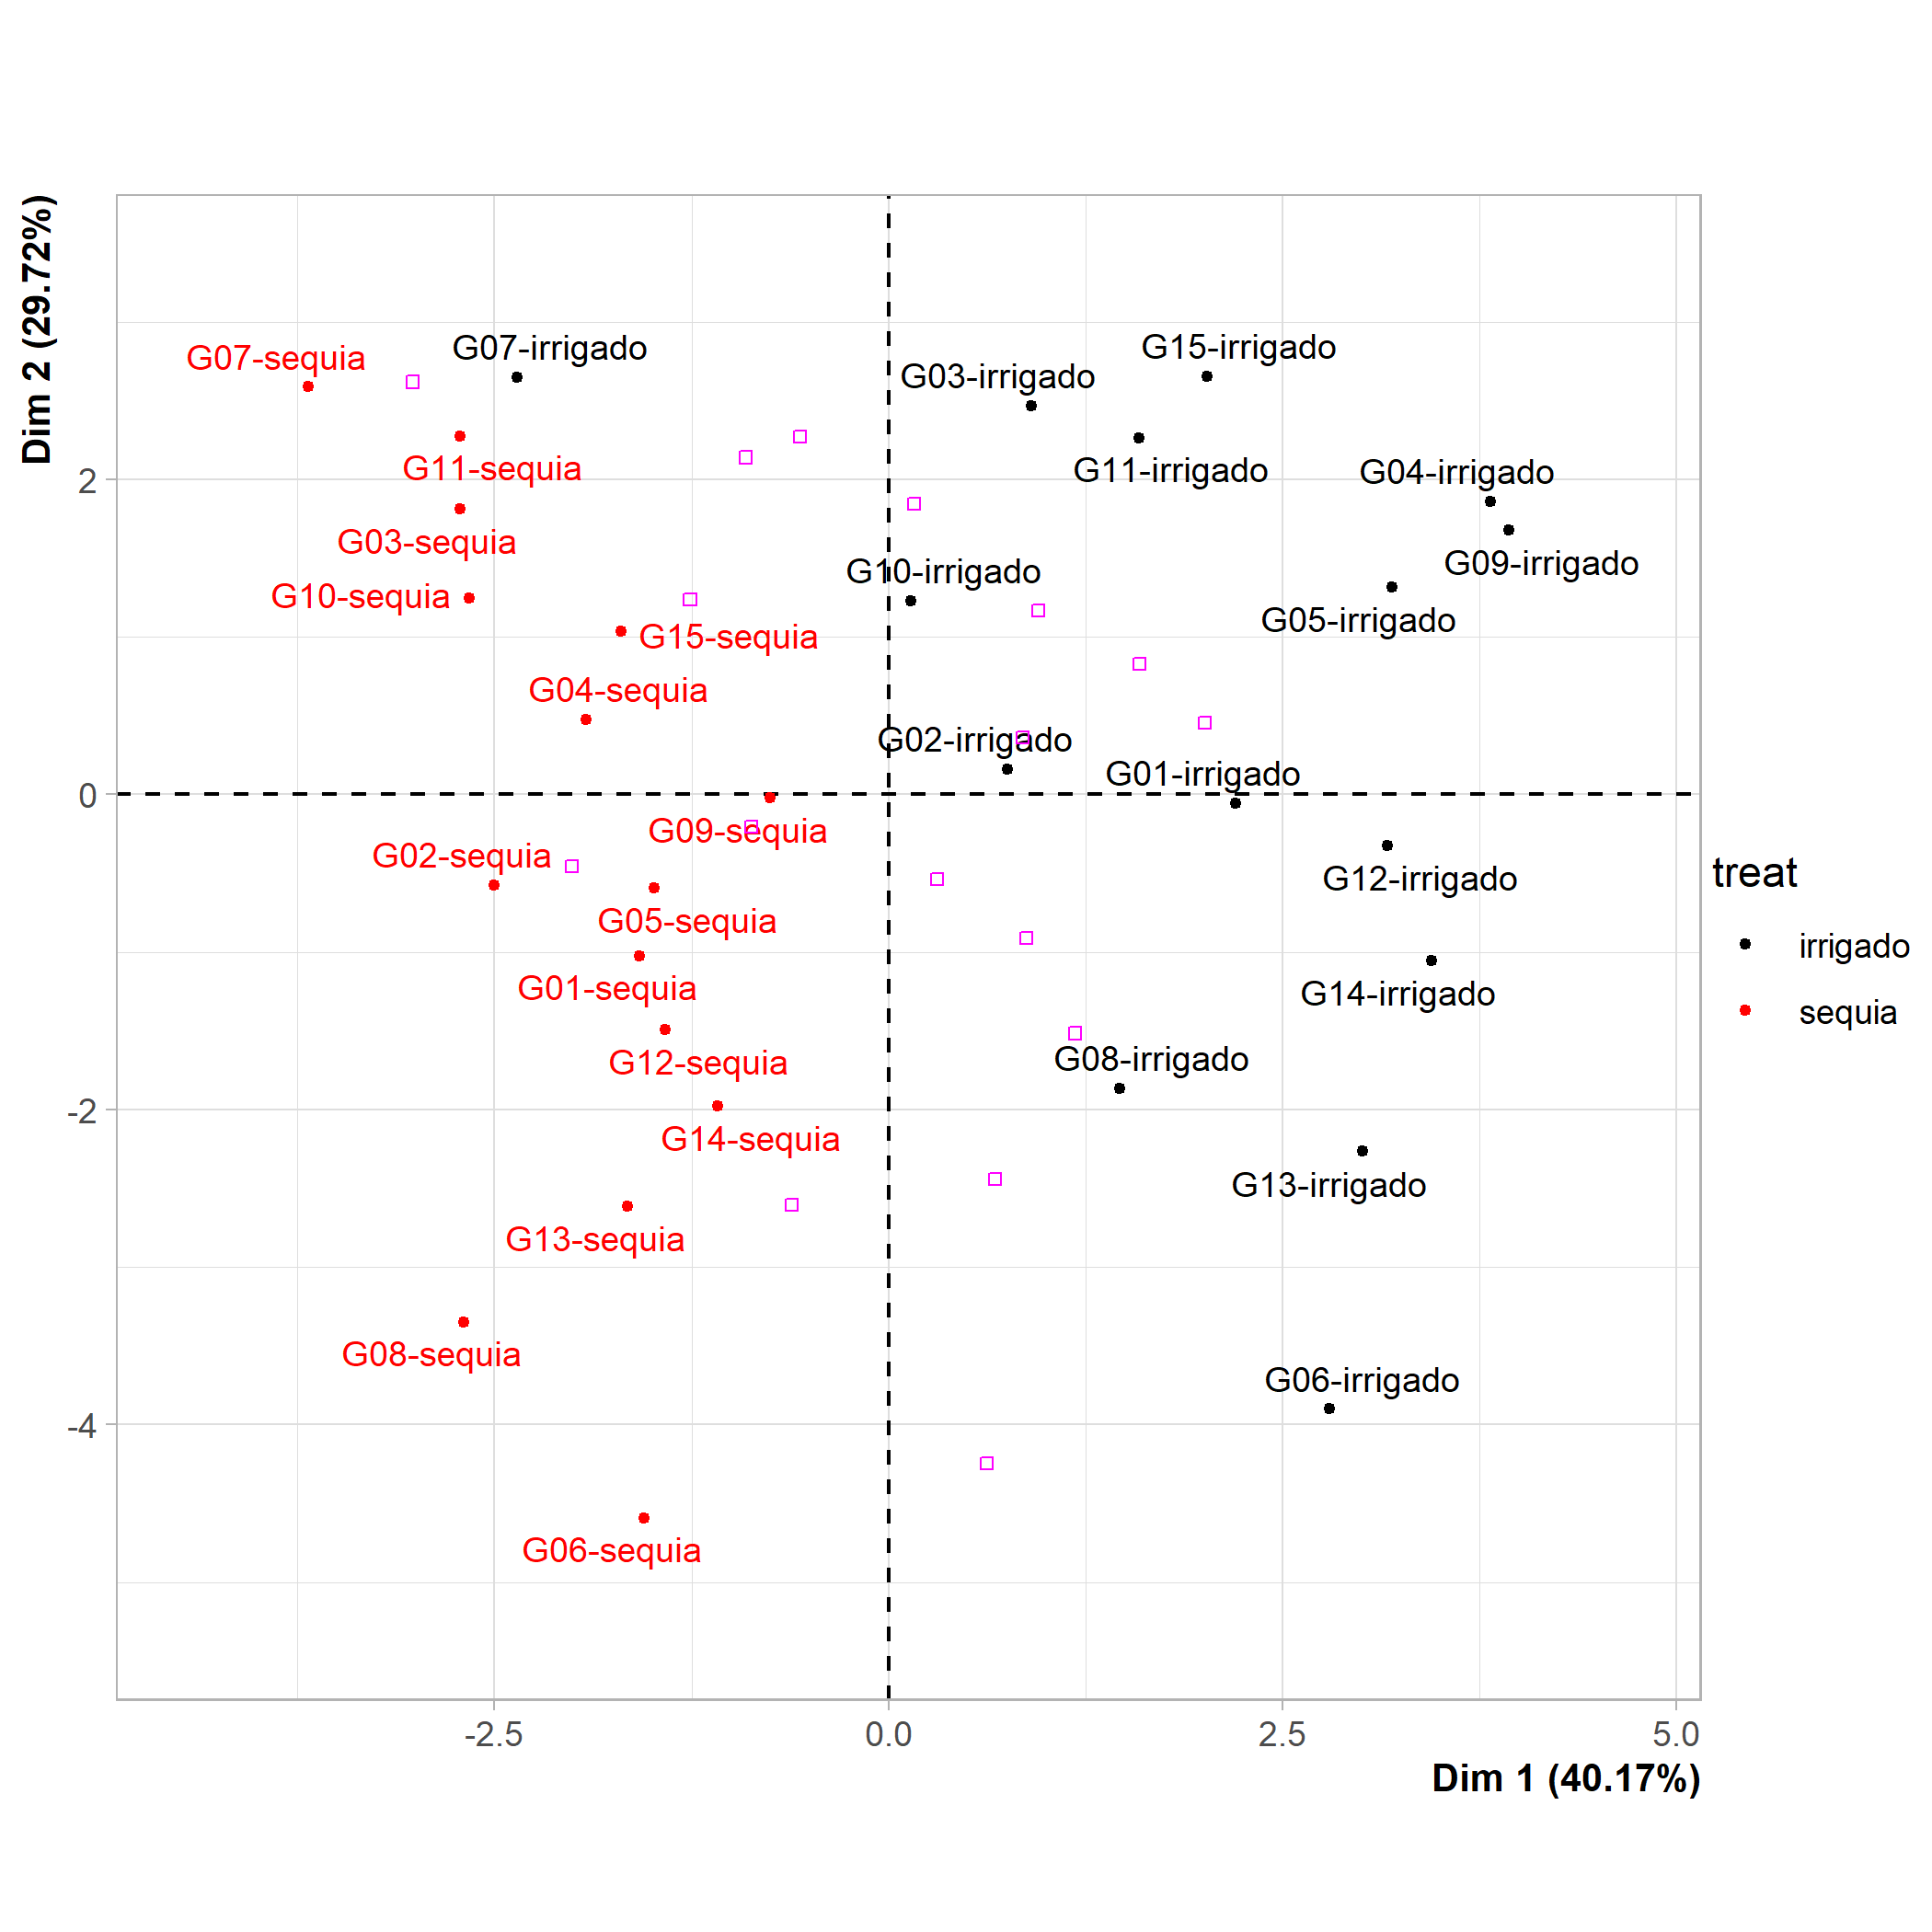 Dim 2 (29.72%)
G07-sequia
G07-irrigado
G15-irrigado
G03-irrigado
G11-sequia
G11-irrigado
G04-irrigado
2
G03-sequia
G09-irrigado
G10-irrigado
G10-sequia
G05-irrigado
G15-sequia
G04-sequia
G02-irrigado
G01-irrigado
0
G09-sequia
G02-sequia
G12-irrigado
treat
G05-sequia
irrigado
G01-sequia
G14-irrigado
sequia
G12-sequia
G08-irrigado
-2
G14-sequia
G13-irrigado
G13-sequia
G08-sequia
G06-irrigado
-4
G06-sequia
-2.5
0.0
2.5
5.0
Dim 1 (40.17%)